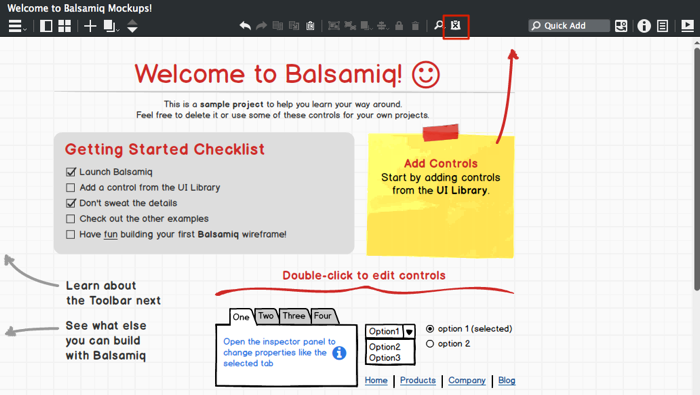 Welcome to Balsamiq Mockups!
Quick Add
Welcome to Balsamiq!
This is a sample project to help you learn your way around.
Feel free to delete it or use some of these controls for your own projects.
Getting Started Checklist
Launch Balsamiq
Add a control from the UI Library
Don't sweat the details
Check out the other examples
Have fun building your first Balsamiq wireframe!
Add Controls
Start by adding controls
from the UI Library.
Double-click to edit controls
Learn about
the Toolbar next
See what else
you can build
with Balsamiq
One Two Three Four
Open the inspector panel to
change properties like the
selected tab
Option1
Option2
Option3
option 1 (selected)
option 2
Home Products Company Blog